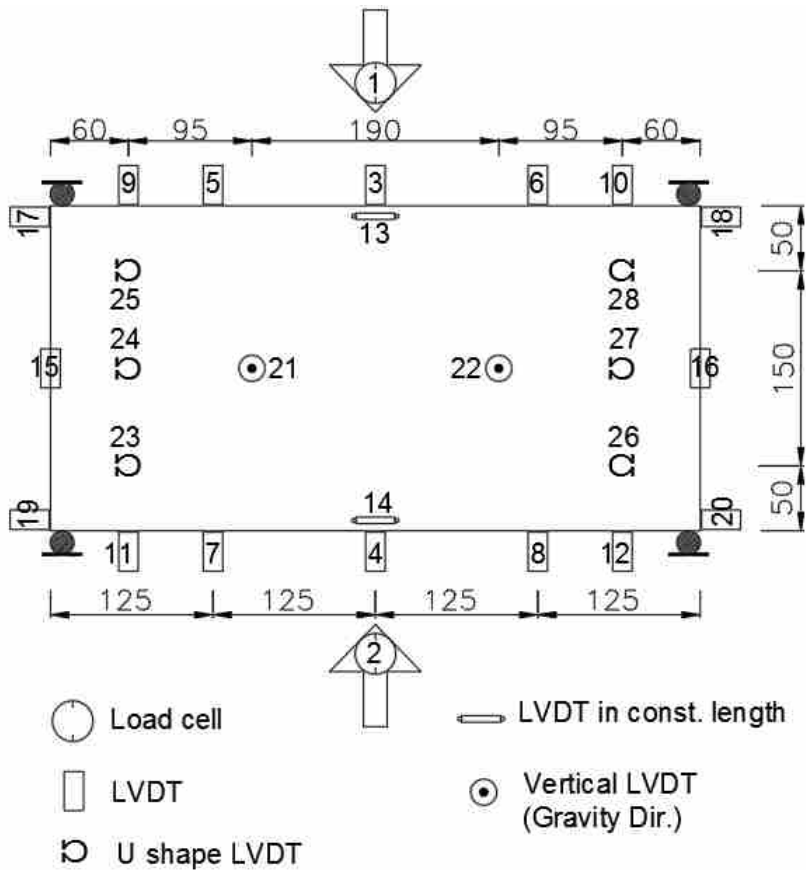 1
60 95 190 95 60
9 5 3 6 10
17 13 18
50
25 28
24 27
15 21 22 16
150
23 26
14
19 20
50
11 7 4 8 12
125 125 125 125
2
Load cell
LVDT in const. length
LVDT
Vertical LVDT
(Gravity Dir.)
U shape LVDT